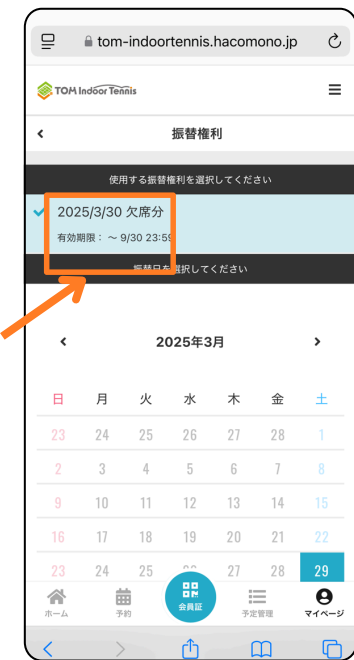 tom-indoortennis.hacomono.jp
TOM Indoor Tennis
振替権利
使用する振替権利を選択してください
2025/3/30 欠席分
有効期限： ～ 9/30 23:59
振替日を選択してください
2025年3月
日 月 火 水 木 金 土
23 24 25 26 27 28 1
2 3 4 5 6 7 8
9 10 11 12 13 14 15
16 17 18 19 20 21 22
23 24 25 27 28 29
ホーム 予約 会員証 予定管理 マイページ